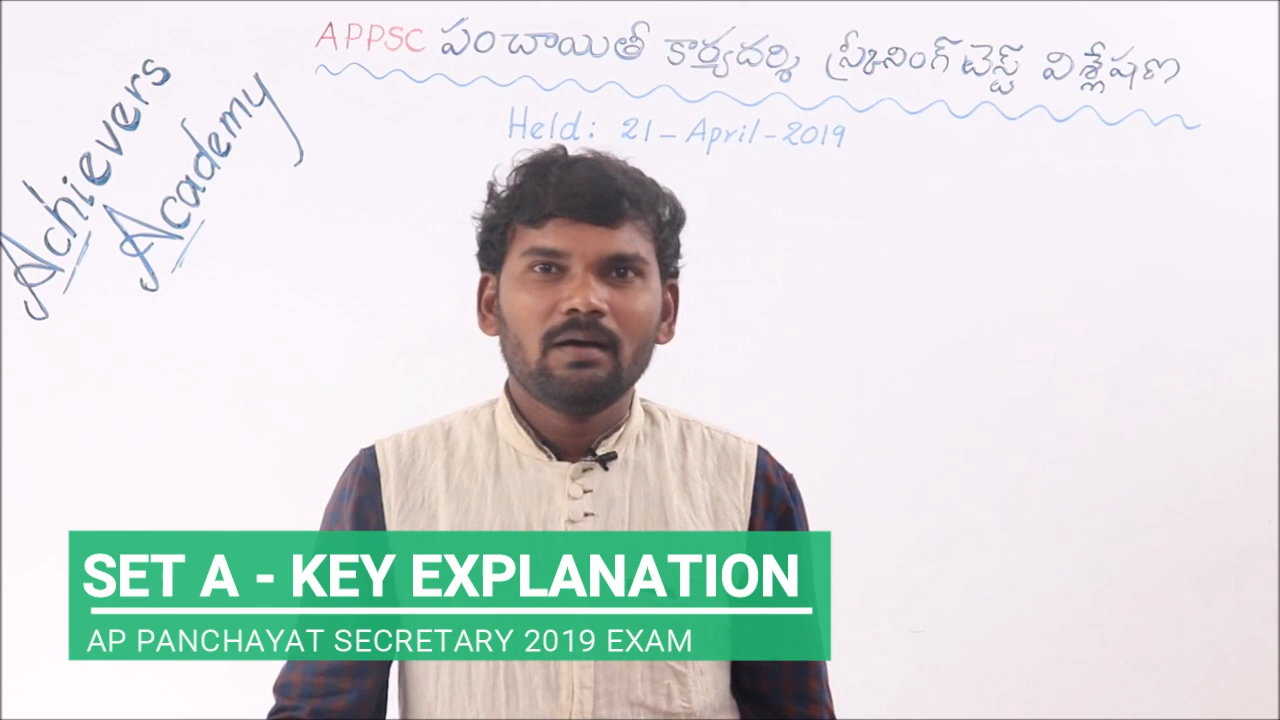 APPSC పంచాయితీ కార్యదర్శి స్క్రీనింగ్ టెస్ట్ విశ్లేషణ
Held: 21-April-2019
Achievers
Academy
SET A - KEY EXPLANATION
AP PANCHAYAT SECRETARY 2019 EXAM